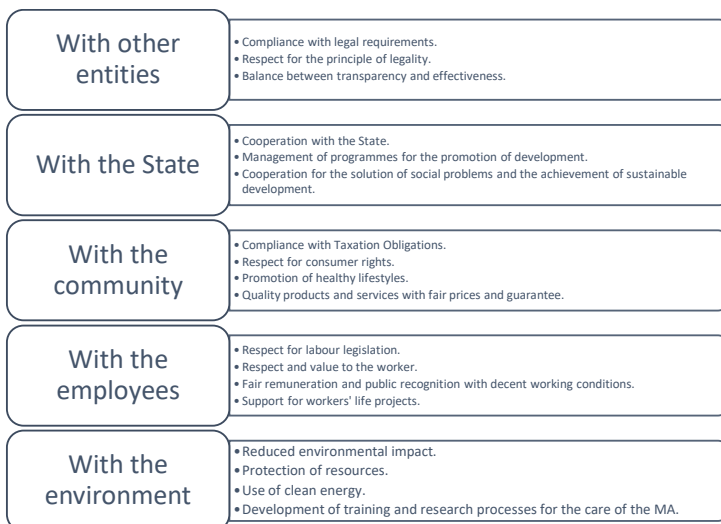 With other
entities
• Compliance with legal requirements.
• Respect for the principle of legality.
• Balance between transparency and effectiveness.
With the State
• Cooperation with the State.
• Management of programmes for the promotion of development.
• Cooperation for the solution of social problems and the achievement of sustainable
development.
With the
community
• Compliance with Taxation Obligations.
• Respect for consumer rights.
• Promotion of healthy lifestyles.
• Quality products and services with fair prices and guarantee.
With the
employees
• Respect for labour legislation.
• Respect and value to the worker.
• Fair remuneration and public recognition with decent working conditions.
• Support for workers' life projects.
With the
environment
• Reduced environmental impact.
• Protection of resources.
• Use of clean energy.
• Development of training and research processes for the care of the MA.